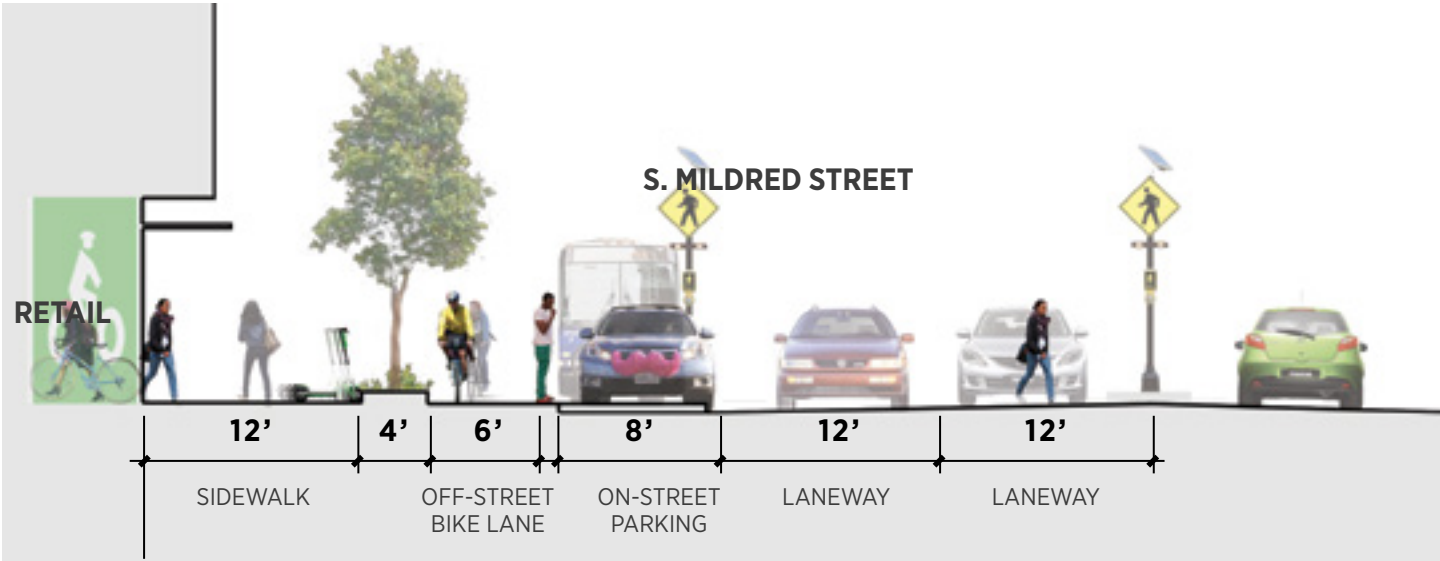 S. MILDRED STREET
RETAIL
12’
4’
6’
8’
12’
12’
SIDEWALK
OFF-STREET
BIKE LANE
ON-STREET
PARKING
LANEWAY
LANEWAY